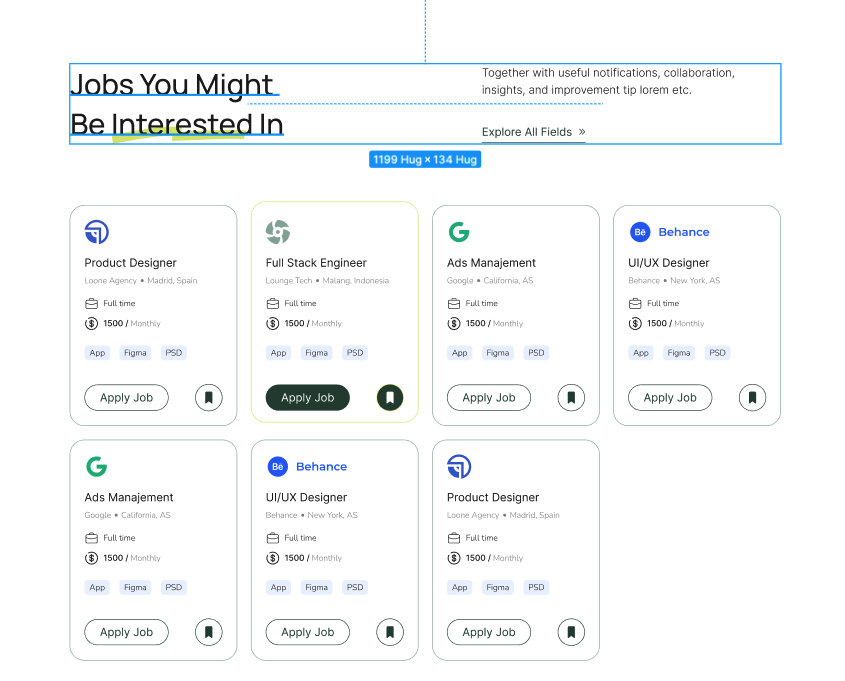 Jobs You Might
Be Interested In
Together with useful notifications, collaboration,
insights, and improvement tip lorem etc.
Explore All Fields »
1199 Hug × 134 Hug
Product Designer
Loone Agency • Madrid, Spain
Full time
$ 1500 / Monthly
App Figma PSD
Apply Job
Full Stack Engineer
Lounge Tech • Malang, Indonesia
Full time
$ 1500 / Monthly
App Figma PSD
Apply Job
G
Ads Manajement
Google • California, AS
Full time
$ 1500 / Monthly
App Figma PSD
Apply Job
Bē Behance
UI/UX Designer
Behance • New York, AS
Full time
$ 1500 / Monthly
App Figma PSD
Apply Job
G
Ads Manajement
Google • California, AS
Full time
$ 1500 / Monthly
App Figma PSD
Apply Job
Bē Behance
UI/UX Designer
Behance • New York, AS
Full time
$ 1500 / Monthly
App Figma PSD
Apply Job
Product Designer
Loone Agency • Madrid, Spain
Full time
$ 1500 / Monthly
App Figma PSD
Apply Job